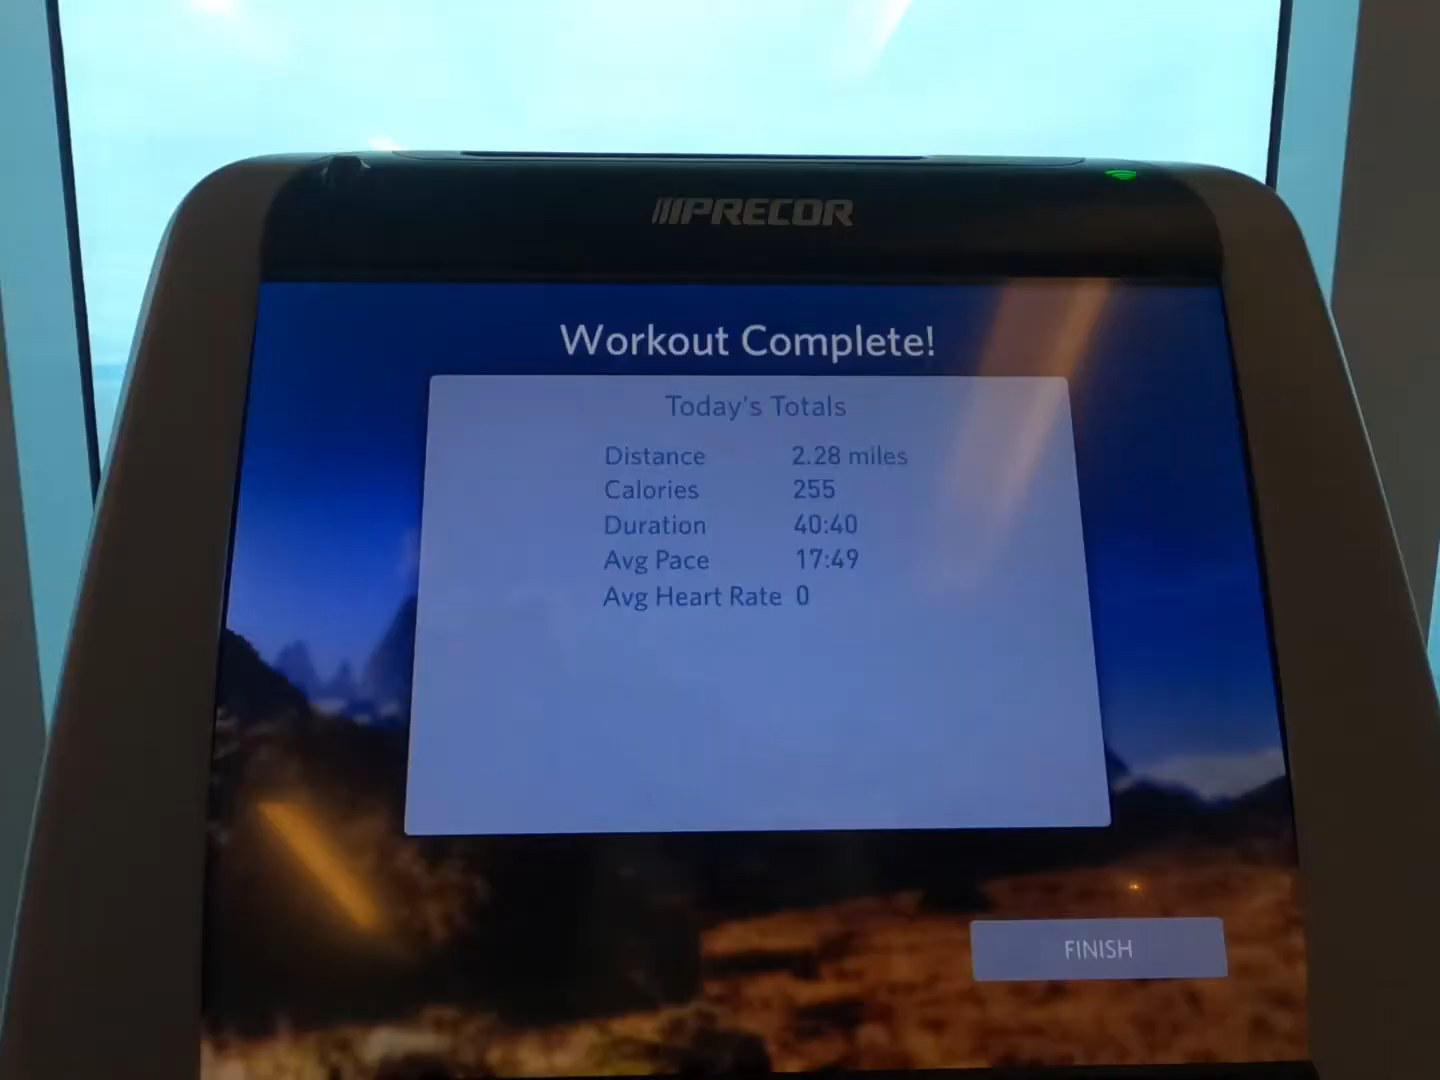 PRECOR
Workout Complete!
Today's Totals
Distance 2.28 miles
Calories 255
Duration 40:40
Avg Pace 17:49
Avg Heart Rate 0
FINISH